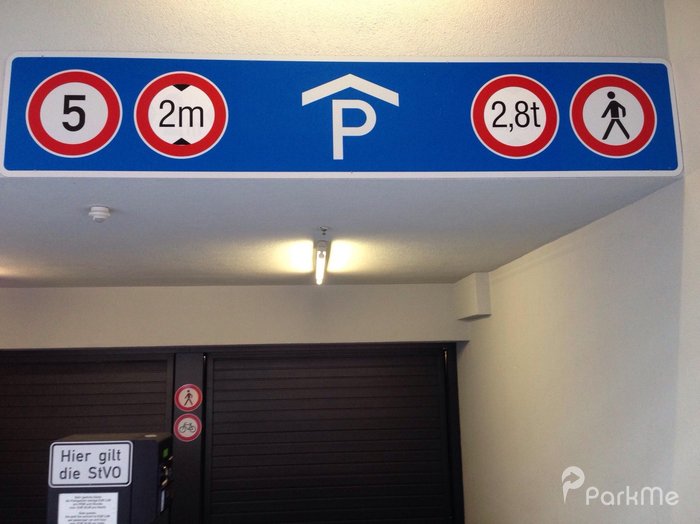 5
2m
P
2,8t
Hier gilt
die StVO
ParkMe